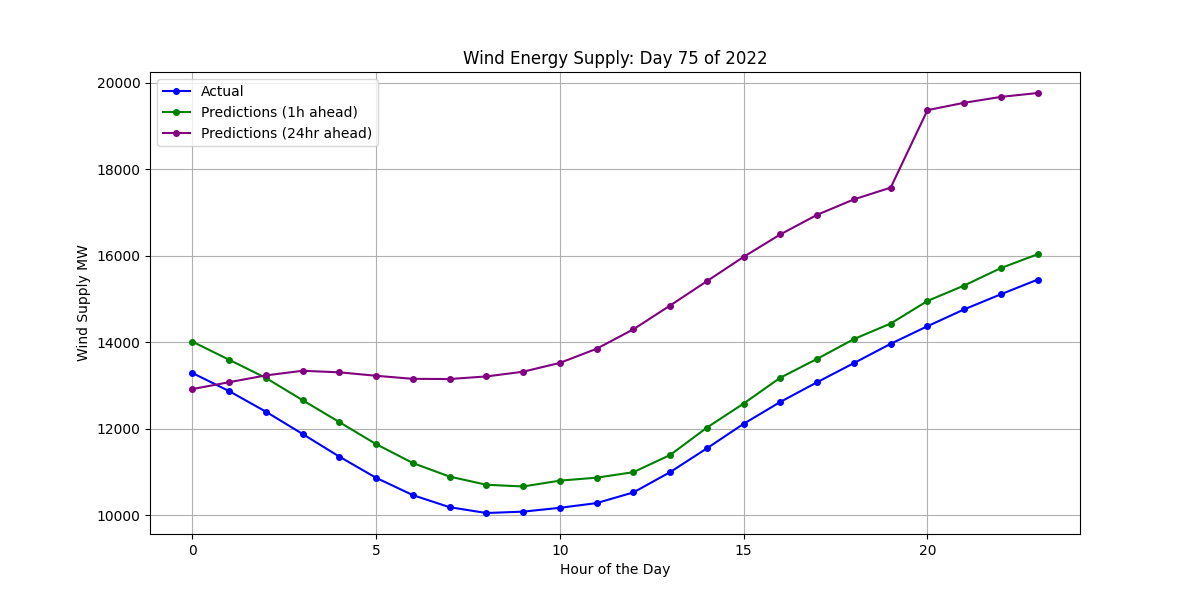 Wind Energy Supply: Day 75 of 2022
Actual
Predictions (1h ahead)
Predictions (24hr ahead)
Wind Supply MW
20000
18000
16000
14000
12000
10000
0 5 10 15 20
Hour of the Day